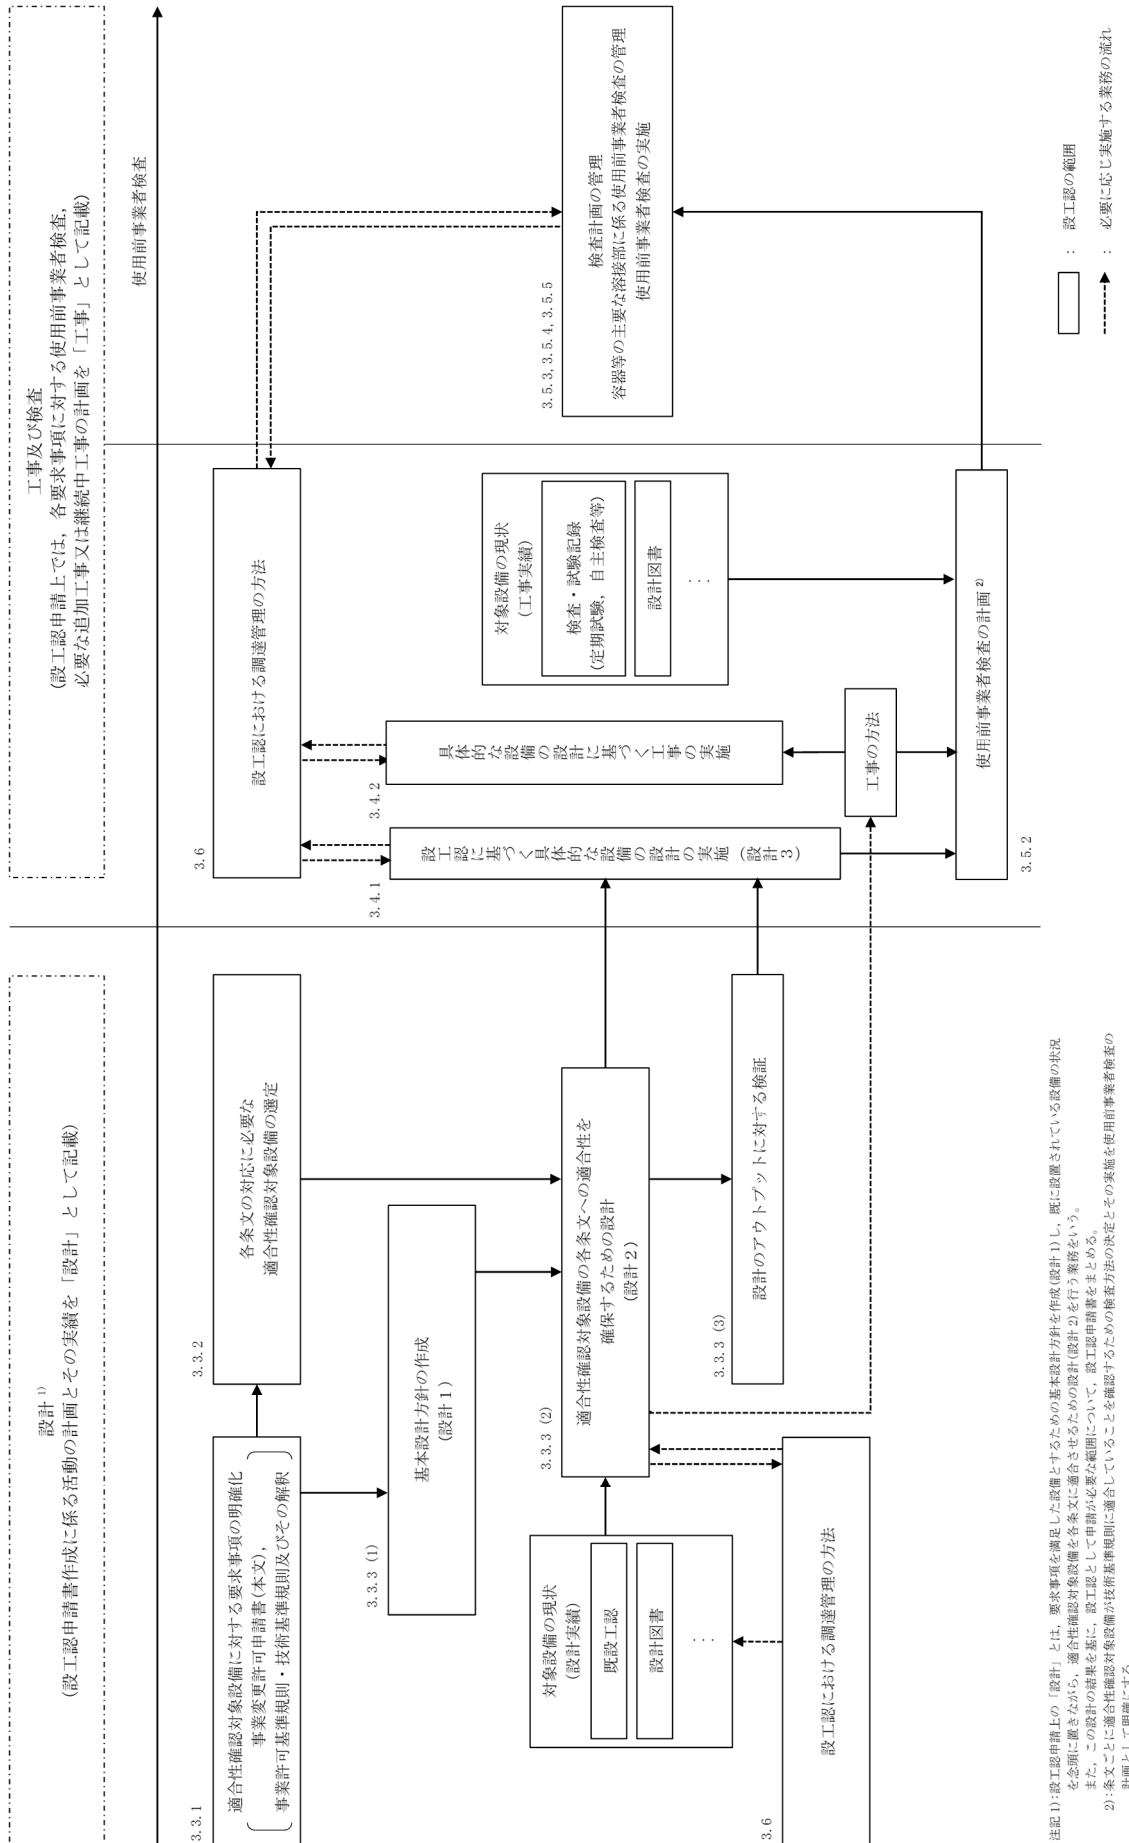 設計 1)
(設工認申請書作成に係る活動の計画とその実績を「設計」として記載)
工事及び検査
(設工認申請上では，各要求事項に対する使用前事業者検査，
必要な追加工事又は継続中工事の計画を「工事」として記載)
使用前事業者検査
3.3.1
適合性確認対象設備に対する要求事項の明確化
事業変更許可申請書(本文),
事業許可基準規則・技術基準規則及びその解釈
3.3.2
各条文の対応に必要な
適合性確認対象設備の選定
3.3.3 (1)
基本設計方針の作成
(設計１)
3.3.3 (2)
適合性確認対象設備の各条文への適合性を
確保するための設計
(設計２)
対象設備の現状
(設計実績)
既設工認
設計図書
…
3.3.3 (3)
設計のアウトプットに対する検証
3.6
設工認における調達管理の方法
3.6
設工認における調達管理の方法
3.4.1
設工認に基づく具体的な設備の設計の実施（設計３）
3.4.2
具体的な設備の設計に基づく工事の実施
対象設備の現状
(工事実績)
検査・試験記録
(定期試験，自主検査等)
設計図書
…
工事の方法
使用前事業者検査の計画 2)
3.5.2
3.5.3, 3.5.4, 3.5.5
検査計画の管理
容器等の主要な溶接部に係る使用前事業者検査の管理
使用前事業者検査の実施
： 設工認の範囲
： 必要に応じ実施する業務の流れ
注記 1):設工認申請上の「設計」とは，要求事項を満足した設備とするための基本設計方針を作成(設計 1)し，既に設置されている設備の状況
を念頭に置きながら，適合性確認対象設備を各条文に適合させるための設計(設計 2)を行う業務をいう。
また，この設計の結果を基に，設工認として申請が必要な範囲について，設工認申請書をまとめる。
2):条文ごとに適合性確認対象設備が技術基準規則に適合していることを確認するための検査方法の決定とその実施を使用前事業者検査の
計画として明確にする。